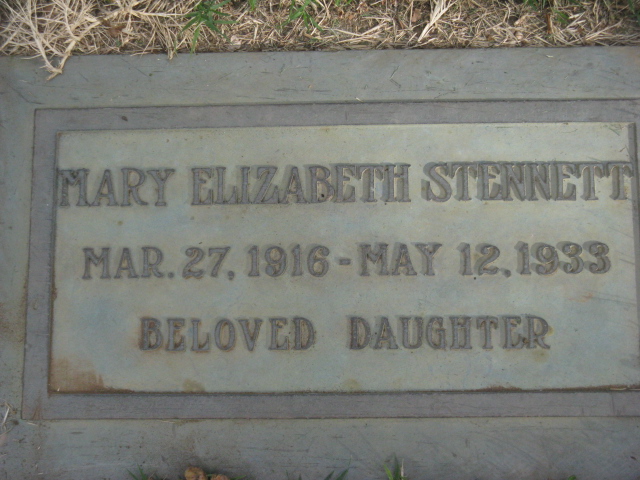 MARY ELIZABETH STENNETT
MAR. 27, 1916 - MAY 12, 1933
BELOVED DAUGHTER